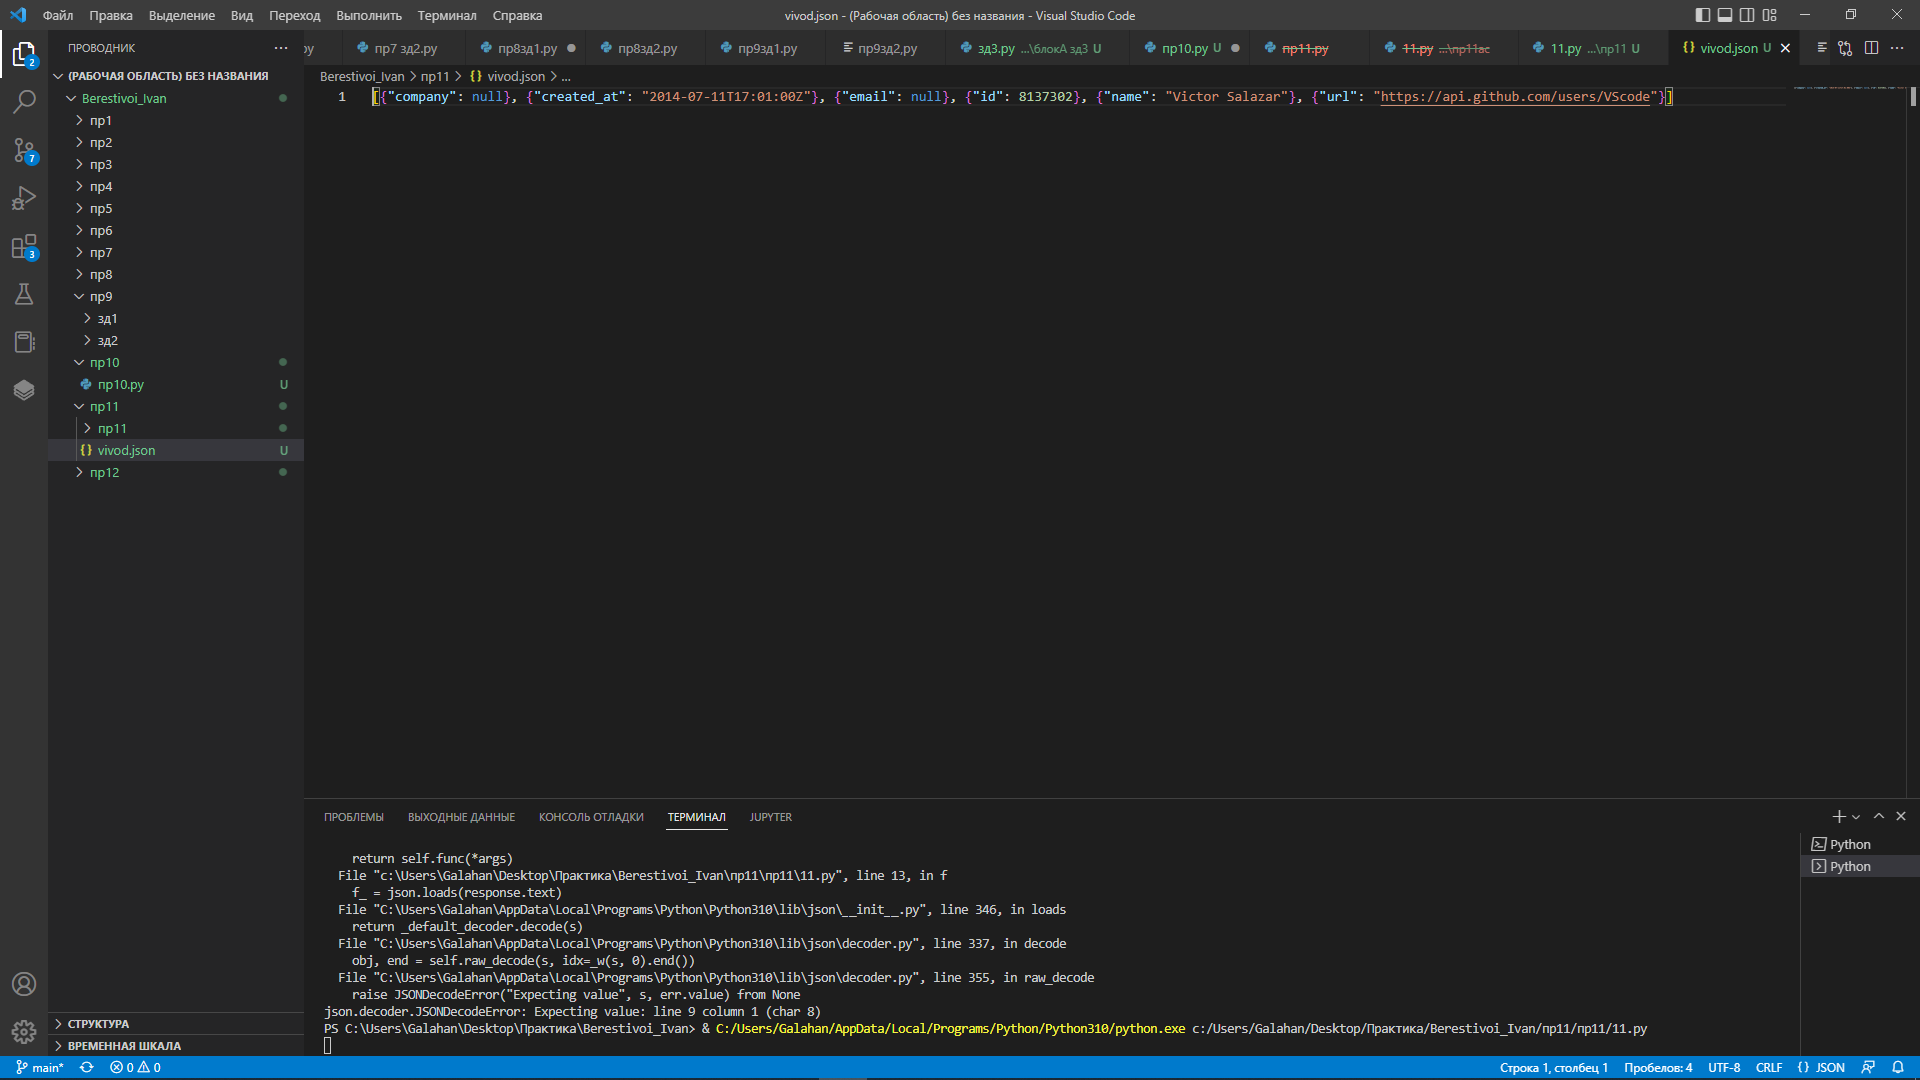 Файл Правка Выделение Вид Переход Выполнить Терминал Справка
vivod.json - (Рабочая область) без названия - Visual Studio Code
ПРОВОДНИК
py пр7 зд2.py пр8зд1.py пр8зд2.py пр9зд1.py пр9зд2,py зд3.py ...\блокА зд3 U пр10.py U пр11.py 11.py ...\пр11ас 11.py ...\пр11 U vivod.json U
Berestivoi_Ivan > пр11 > {} vivod.json > ...
(РАБОЧАЯ ОБЛАСТЬ) БЕЗ НАЗВАНИЯ
Berestivoi_Ivan
пр1
пр2
пр3
пр4
пр5
пр6
пр7
пр8
пр9
зд1
зд2
пр10
пр10.py U
пр11
пр11
{} vivod.json U
пр12
СТРУКТУРА
ВРЕМЕННАЯ ШКАЛА
2
7
3
1 [{"company": null}, {"created_at": "2014-07-11T17:01:00Z"}, {"email": null}, {"id": 8137302}, {"name": "Victor Salazar"}, {"url": "https://api.github.com/users/VScode"}]
ПРОБЛЕМЫ ВЫХОДНЫЕ ДАННЫЕ КОНСОЛЬ ОТЛАДКИ ТЕРМИНАЛ JUPYTER
return self.func(*args)
File "c:\Users\Galahan\Desktop\Практика\Berestivoi_Ivan\пр11\пр11\11.py", line 13, in f
f_ = json.loads(response.text)
File "C:\Users\Galahan\AppData\Local\Programs\Python\Python310\lib\json\__init__.py", line 346, in loads
return _default_decoder.decode(s)
File "C:\Users\Galahan\AppData\Local\Programs\Python\Python310\lib\json\decoder.py", line 337, in decode
obj, end = self.raw_decode(s, idx=_w(s, 0).end())
File "C:\Users\Galahan\AppData\Local\Programs\Python\Python310\lib\json\decoder.py", line 355, in raw_decode
raise JSONDecodeError("Expecting value", s, err.value) from None
json.decoder.JSONDecodeError: Expecting value: line 9 column 1 (char 8)
PS C:\Users\Galahan\Desktop\Практика\Berestivoi_Ivan> & C:/Users/Galahan/AppData/Local/Programs/Python/Python310/python.exe c:/Users/Galahan/Desktop/Практика/Berestivoi_Ivan/пр11/пр11/11.py
Python
Python
main* 0 0
Строка 1, столбец 1 Пробелов: 4 UTF-8 CRLF {} JSON